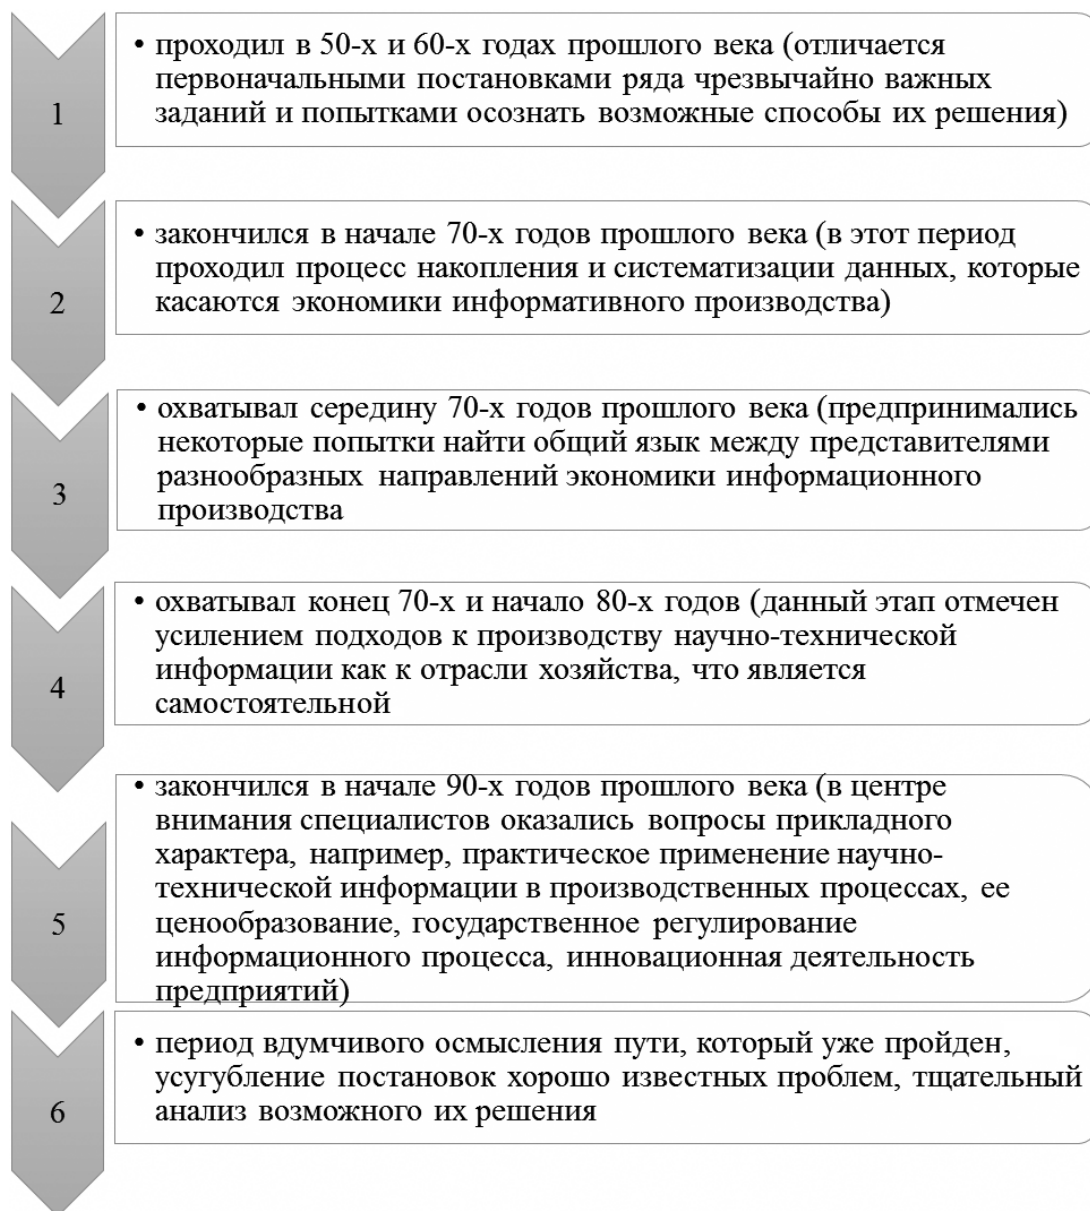 1
• проходил в 50-х и 60-х годах прошлого века (отличается
первоначальными постановками ряда чрезвычайно важных
заданий и попытками осознать возможные способы их решения)
2
• закончился в начале 70-х годов прошлого века (в этот период
проходил процесс накопления и систематизации данных, которые
касаются экономики информативного производства)
3
• охватывал середину 70-х годов прошлого века (предпринимались
некоторые попытки найти общий язык между представителями
разнообразных направлений экономики информационного
производства
4
• охватывал конец 70-х и начало 80-х годов (данный этап отмечен
усилением подходов к производству научно-технической
информации как к отрасли хозяйства, что является
самостоятельной
5
• закончился в начале 90-х годов прошлого века (в центре
внимания специалистов оказались вопросы прикладного
характера, например, практическое применение научно-
технической информации в производственных процессах, ее
ценообразование, государственное регулирование
информационного процесса, инновационная деятельность
предприятий)
6
• период вдумчивого осмысления пути, который уже пройден,
усугубление постановок хорошо известных проблем, тщательный
анализ возможного их решения